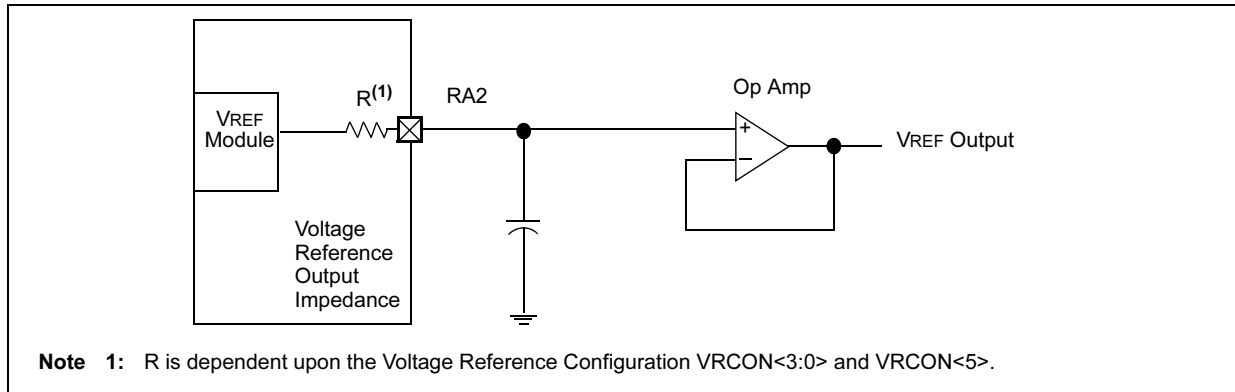 VREF
Module
R(1)
RA2
Op Amp
+
–
VREF Output
Voltage
Reference
Output
Impedance
Note 1: R is dependent upon the Voltage Reference Configuration VRCON<3:0> and VRCON<5>.